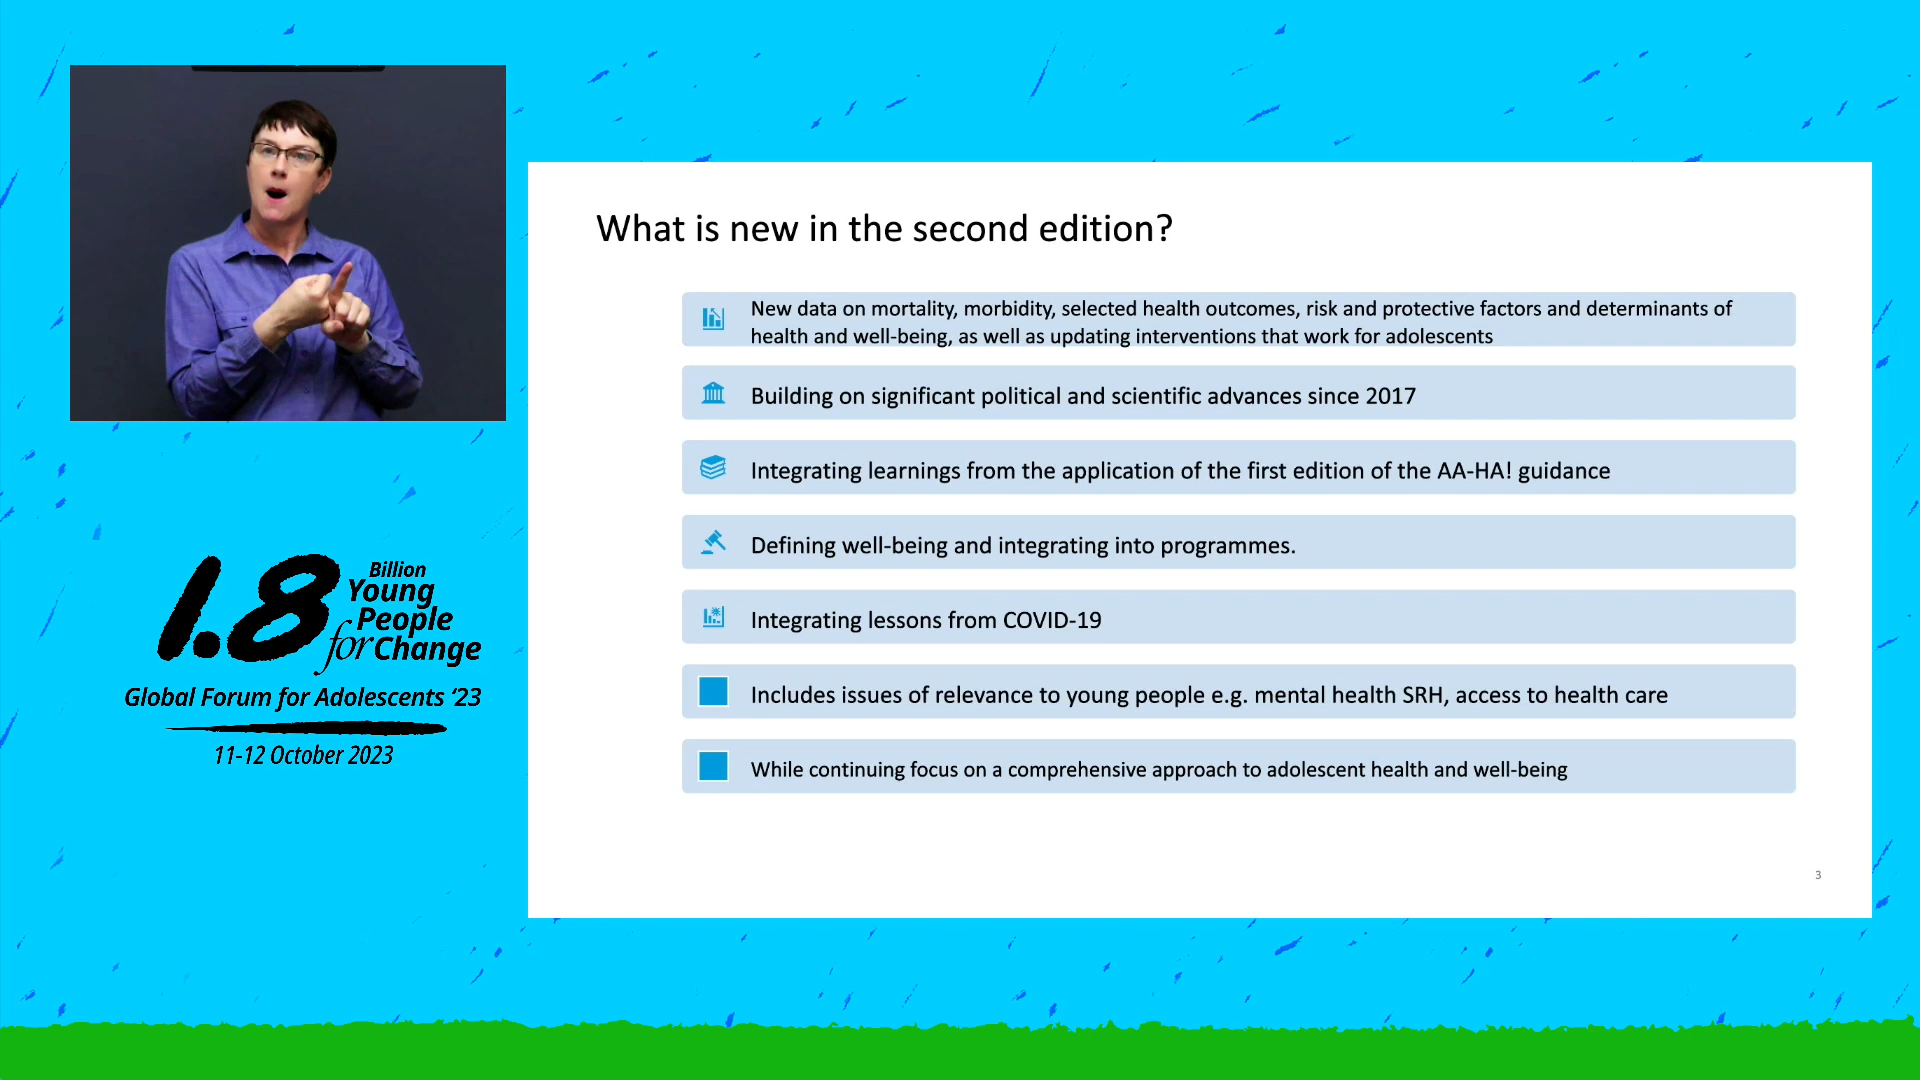 What is new in the second edition?
New data on mortality, morbidity, selected health outcomes, risk and protective factors and determinants of
health and well-being, as well as updating interventions that work for adolescents
Building on significant political and scientific advances since 2017
Integrating learnings from the application of the first edition of the AA-HA! guidance
Defining well-being and integrating into programmes.
Integrating lessons from COVID-19
Includes issues of relevance to young people e.g. mental health SRH, access to health care
While continuing focus on a comprehensive approach to adolescent health and well-being
3
1.8 Billion
Young
People
for Change
Global Forum for Adolescents ‘23
11-12 October 2023